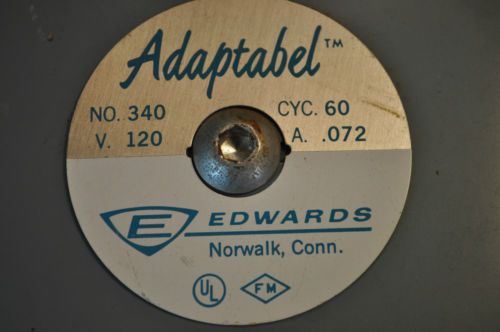 Adaptabel™
NO. 340 CYC. 60
V. 120 A. .072
E EDWARDS
Norwalk, Conn.
UL FM